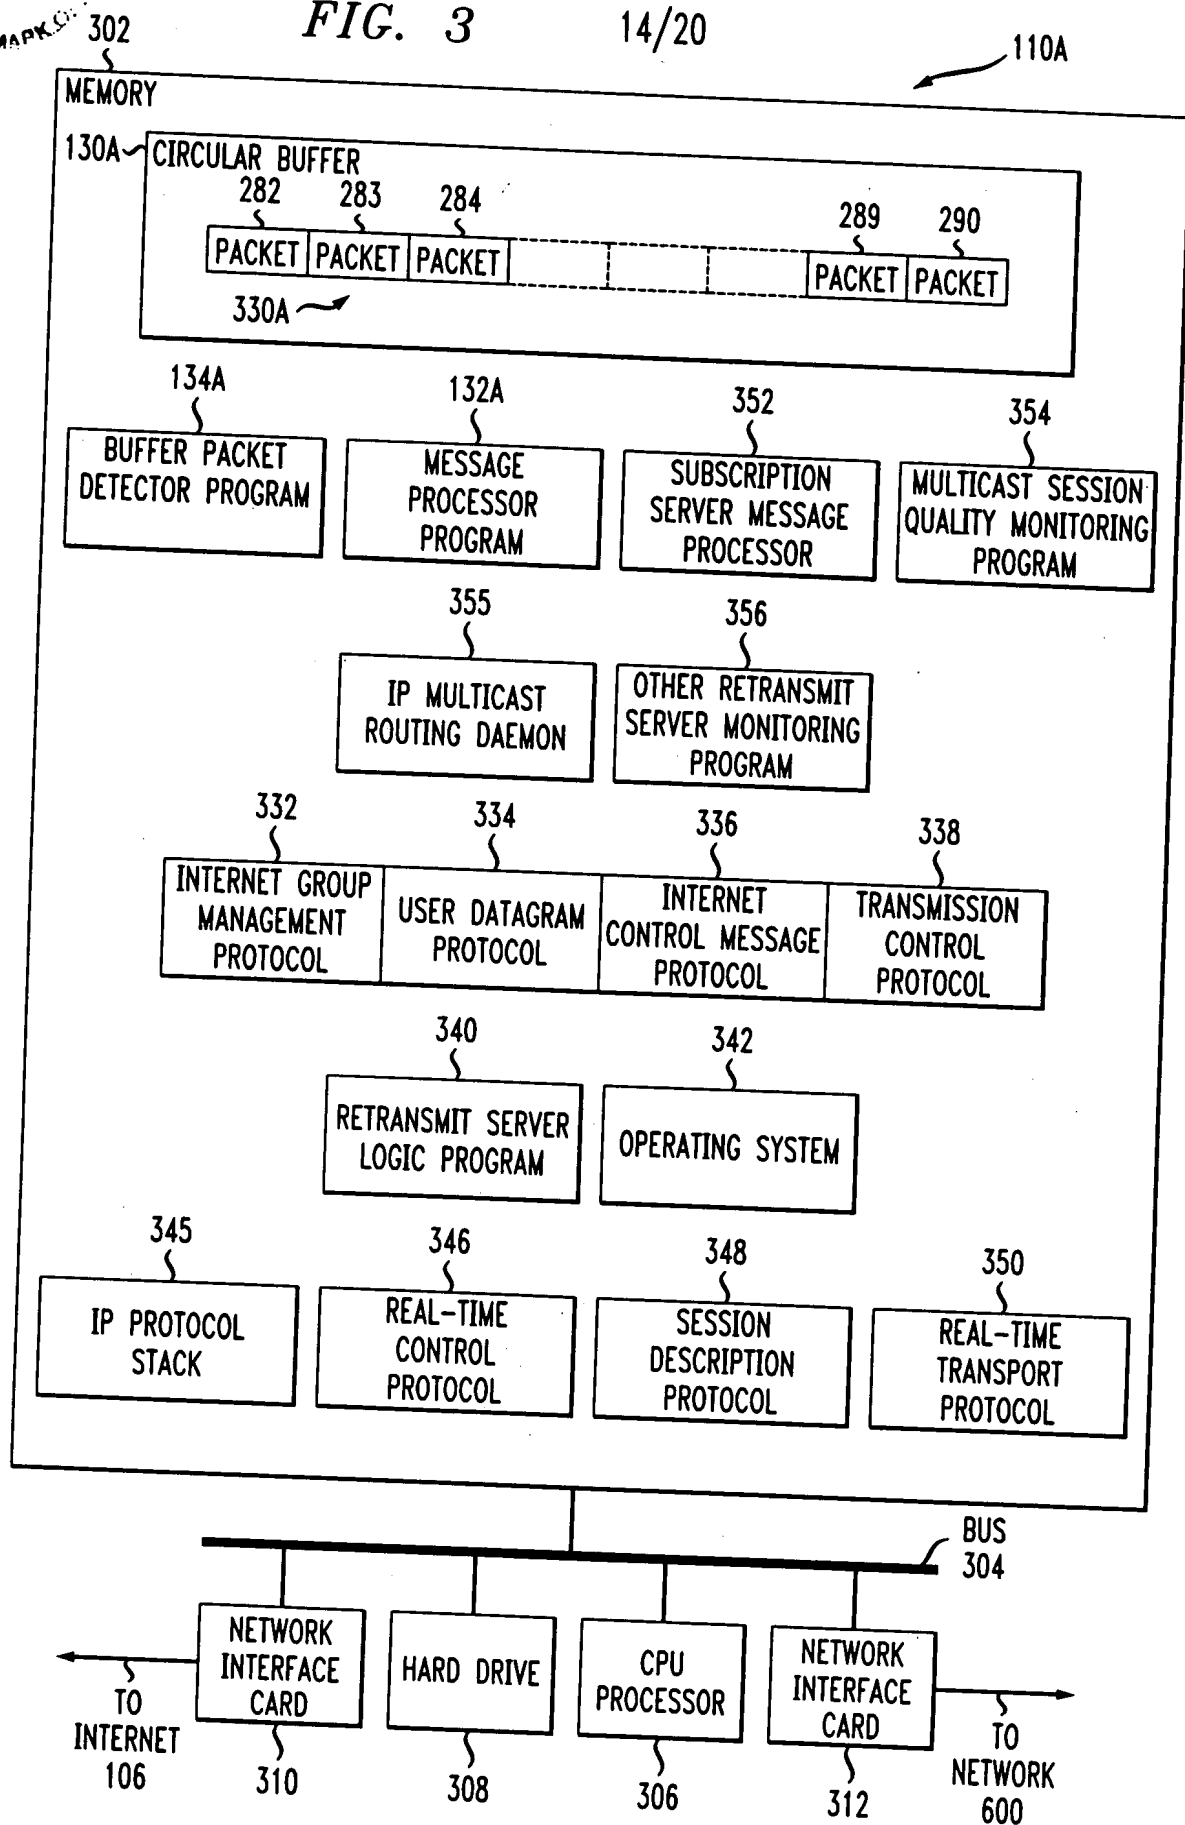 FIG. 3
14/20
302
110A
MEMORY
130A
CIRCULAR BUFFER
282 283 284 289 290
PACKET PACKET PACKET PACKET PACKET
330A
134A 132A 352 354
BUFFER PACKET
DETECTOR PROGRAM
MESSAGE
PROCESSOR
PROGRAM
SUBSCRIPTION
SERVER MESSAGE
PROCESSOR
MULTICAST SESSION
QUALITY MONITORING
PROGRAM
355 356
IP MULTICAST
ROUTING DAEMON
OTHER RETRANSMIT
SERVER MONITORING
PROGRAM
332 334 336 338
INTERNET GROUP
MANAGEMENT
PROTOCOL
USER DATAGRAM
PROTOCOL
INTERNET
CONTROL MESSAGE
PROTOCOL
TRANSMISSION
CONTROL
PROTOCOL
340 342
RETRANSMIT SERVER
LOGIC PROGRAM
OPERATING SYSTEM
345 346 348 350
IP PROTOCOL
STACK
REAL-TIME
CONTROL
PROTOCOL
SESSION
DESCRIPTION
PROTOCOL
REAL-TIME
TRANSPORT
PROTOCOL
BUS
304
NETWORK
INTERFACE
CARD
HARD DRIVE
CPU
PROCESSOR
NETWORK
INTERFACE
CARD
TO
INTERNET
106
310
308
306
312
TO
NETWORK
600